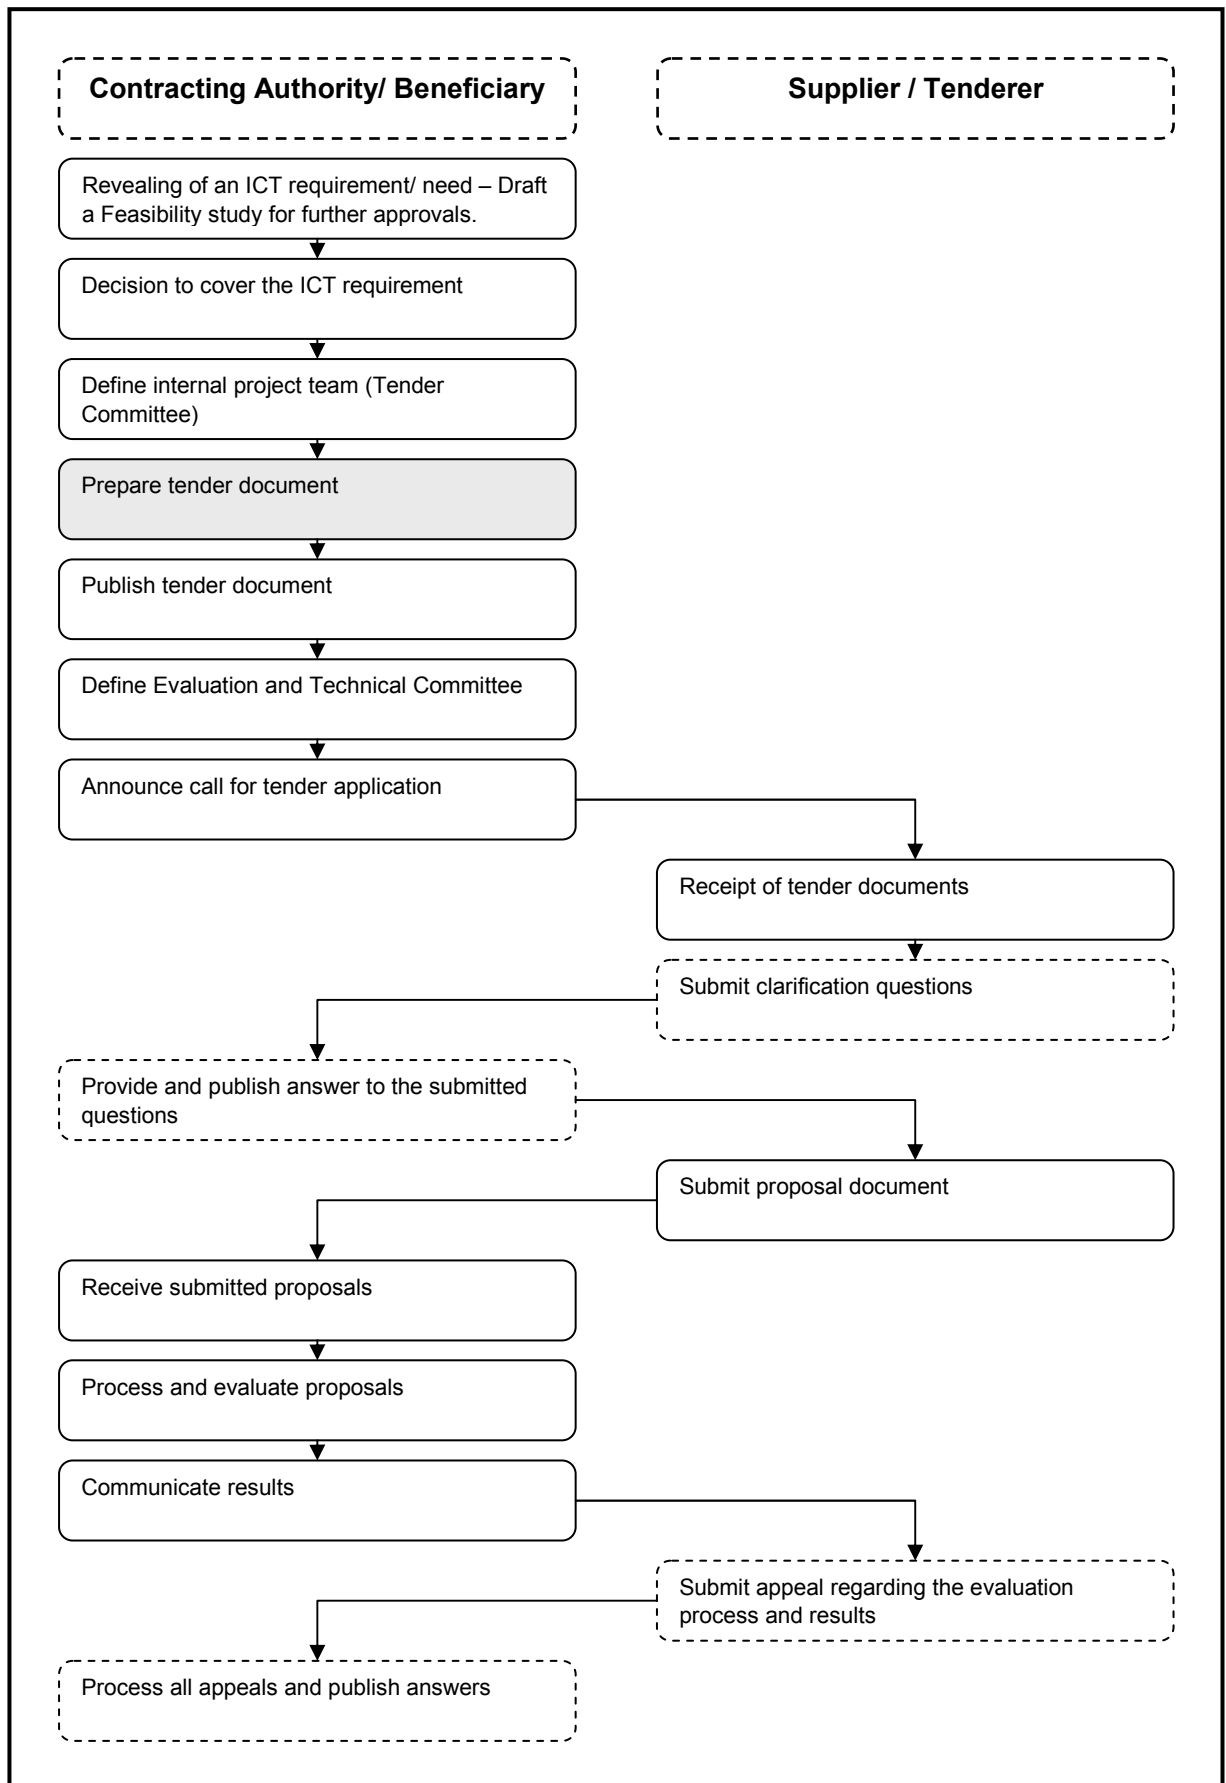 Contracting Authority/ Beneficiary
Supplier / Tenderer
Revealing of an ICT requirement/ need – Draft
a Feasibility study for further approvals.
Decision to cover the ICT requirement
Define internal project team (Tender
Committee)
Prepare tender document
Publish tender document
Define Evaluation and Technical Committee
Announce call for tender application
Receipt of tender documents
Submit clarification questions
Provide and publish answer to the submitted
questions
Submit proposal document
Receive submitted proposals
Process and evaluate proposals
Communicate results
Submit appeal regarding the evaluation
process and results
Process all appeals and publish answers